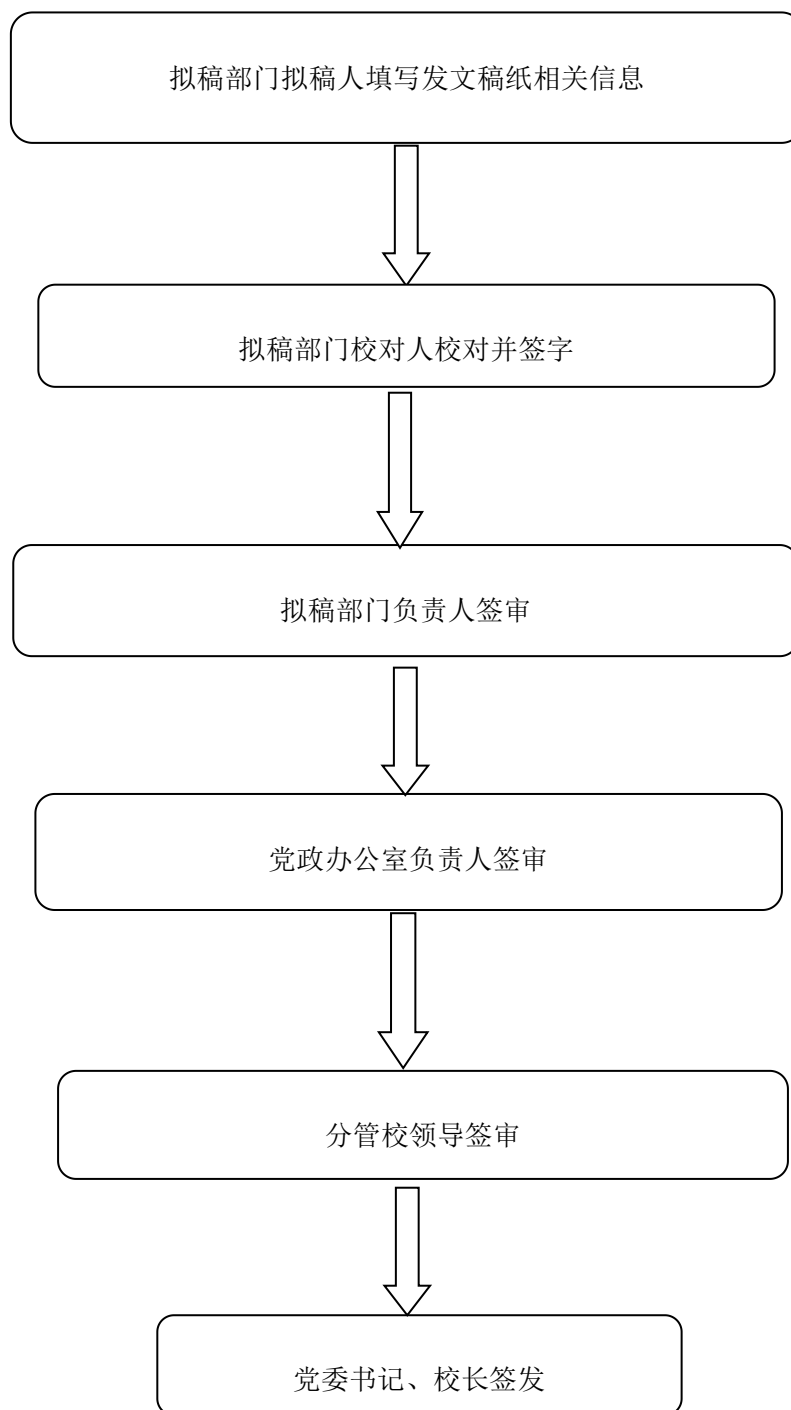 拟稿部门拟稿人填写发文稿纸相关信息
拟稿部门校对人校对并签字
拟稿部门负责人签审
党政办公室负责人签审
分管校领导签审
党委书记、校长签发